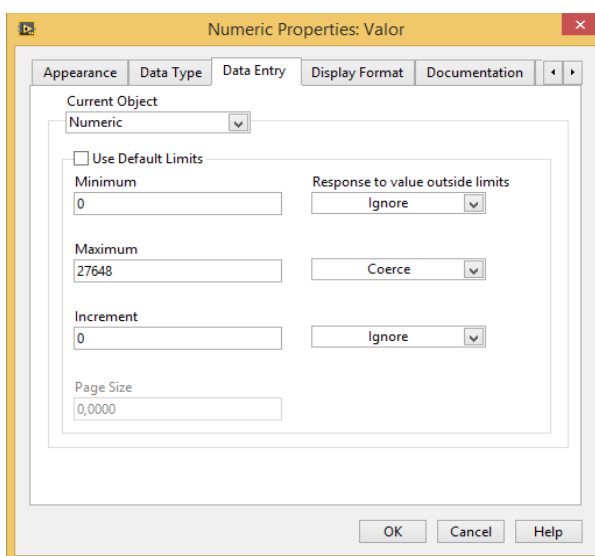 Numeric Properties: Valor
Appearance Data Type Data Entry Display Format Documentation
Current Object
Numeric
Use Default Limits
Minimum Response to value outside limits
0 Ignore
Maximum
27648 Coerce
Increment
0 Ignore
Page Size
0,0000
OK Cancel Help